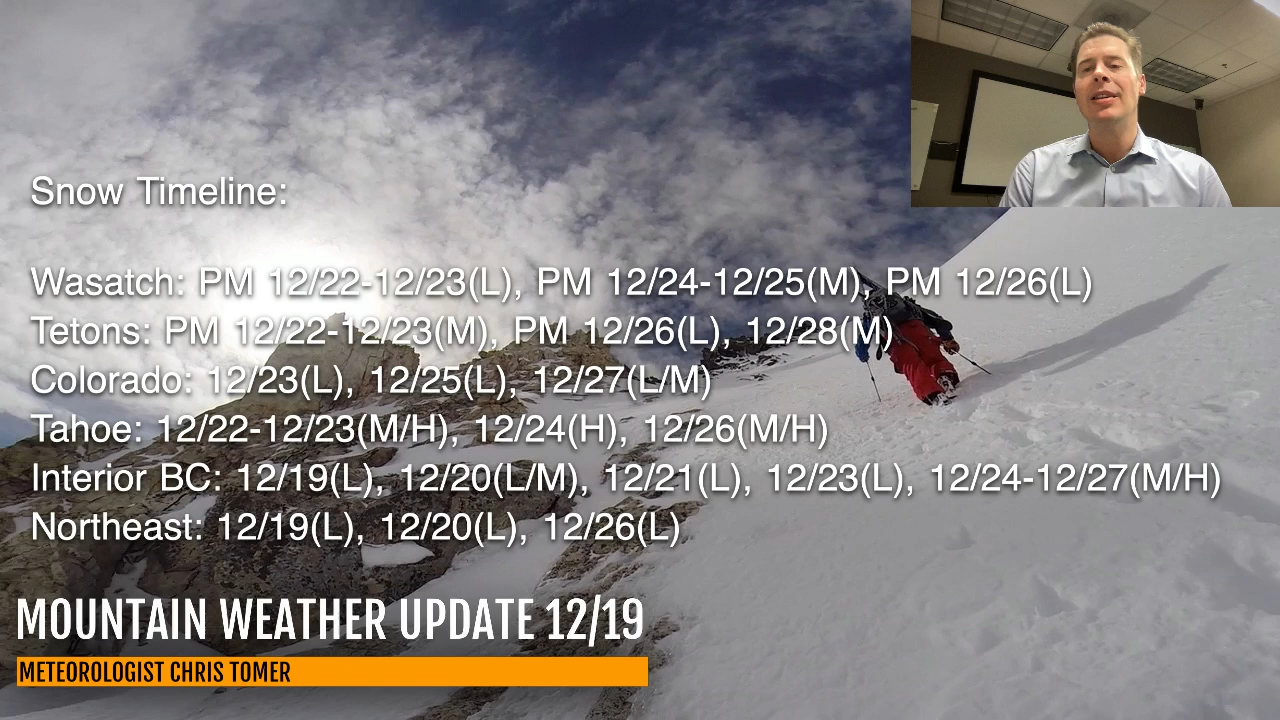 Snow Timeline:
Wasatch: PM 12/22-12/23(L), PM 12/24-12/25(M), PM 12/26(L)
Tetons: PM 12/22-12/23(M), PM 12/26(L), 12/28(M)
Colorado: 12/23(L), 12/25(L), 12/27(L/M)
Tahoe: 12/22-12/23(M/H), 12/24(H), 12/26(M/H)
Interior BC: 12/19(L), 12/20(L/M), 12/21(L), 12/23(L), 12/24-12/27(M/H)
Northeast: 12/19(L), 12/20(L), 12/26(L)
MOUNTAIN WEATHER UPDATE 12/19
METEOROLOGIST CHRIS TOMER